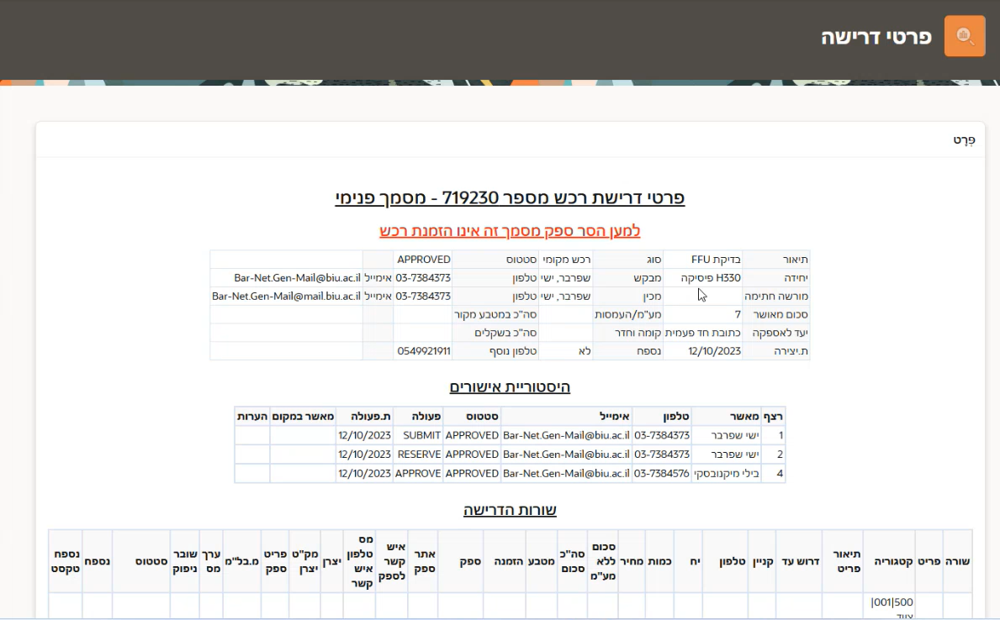 פרטי דרישה
פְּרָט
פרטי דרישת רכש מספר 719230 - מסמך פנימי
למען הסר ספק מסמך זה אינו הזמנת רכש
תיאור בדיקת FFU סוג רכש מקומי סטטוס APPROVED
יחידה H330 פיסיקה מבקש שפרבר, ישי טלפון 03-7384373 אימייל Bar-Net.Gen-Mail@biu.ac.il
מורשה חתימה מכין שפרבר, ישי טלפון 03-7384373 אימייל Bar-Net.Gen-Mail@mail.biu.ac.il
סכום מאושר 7 מע"מ/העמסות סה"כ במטבע מקור
יעד לאספקה כתובת חד פעמית קומה וחדר סה"כ בשקלים
ת.יצירה 12/10/2023 נספח לא טלפון נוסף 0549921911
היסטוריית אישורים
רצף מאשר טלפון אימייל סטטוס פעולה ת.פעולה מאשר במקום הערות
1 ישי שפרבר 03-7384373 Bar-Net.Gen-Mail@biu.ac.il APPROVED SUBMIT 12/10/2023
2 ישי שפרבר 03-7384373 Bar-Net.Gen-Mail@biu.ac.il APPROVED RESERVE 12/10/2023
4 בילי מיקנובסקי 03-7384576 Bar-Net.Gen-Mail@biu.ac.il APPROVED APPROVE 12/10/2023
שורות הדרישה
שורה פריט קטגוריה תיאור פריט דרוש עד קניין טלפון יח כמות מחיר סכום ללא מע"מ סה"כ סכום מטבע הזמנה ספק אתר ספק איש קשר לספק מס טלפון איש קשר יצרן מק"ט יצרן פריט ספק מ.בל"מ ערך מס שובר ניפוק סטטוס נספח נספח טקסט
500|001|